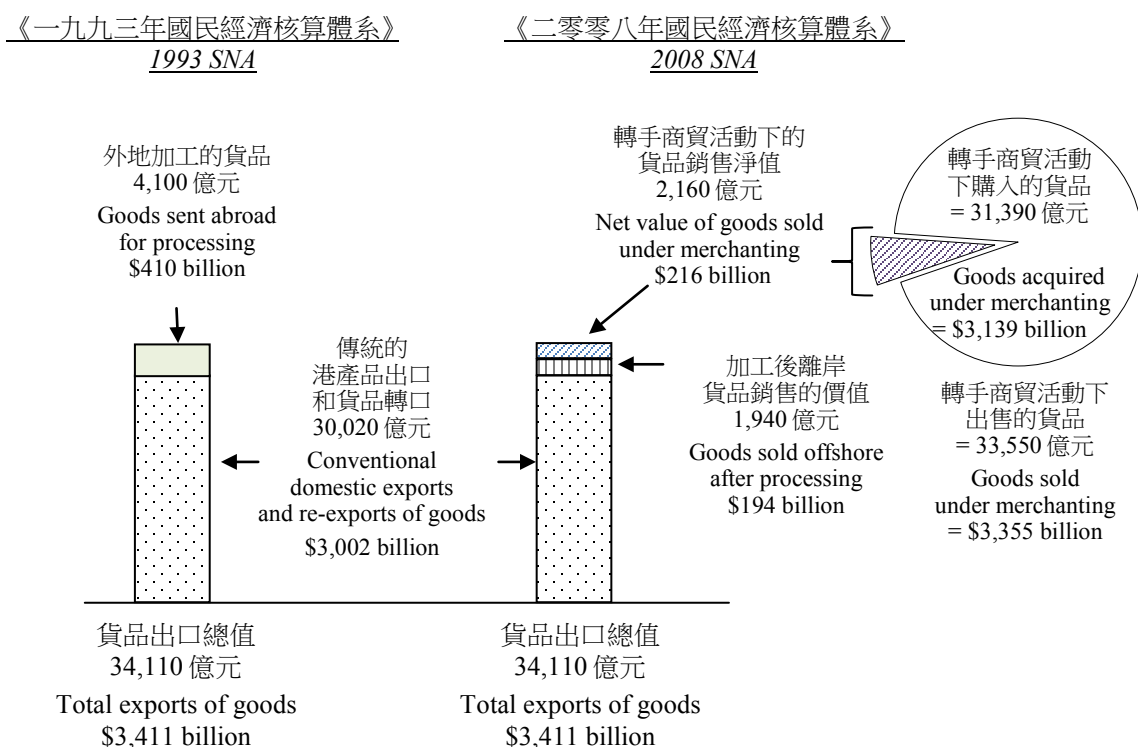 《一九九三年國民經濟核算體系》
1993 SNA
《二零零八年國民經濟核算體系》
2008 SNA
外地加工的貨品
4,100 億元
Goods sent abroad
for processing
$410 billion
轉手商貿活動下的
貨品銷售淨值
2,160 億元
Net value of goods sold
under merchanting
$216 billion
轉手商貿活動
下購入的貨品
= 31,390 億元
Goods acquired
under merchanting
= $3,139 billion
傳統的
港產品出口
和貨品轉口
30,020 億元
Conventional
domestic exports
and re-exports of goods
$3,002 billion
加工後離岸
貨品銷售的價值
1,940 億元
Goods sold offshore
after processing
$194 billion
轉手商貿活動下
出售的貨品
= 33,550 億元
Goods sold
under merchanting
= $3,355 billion
貨品出口總值
34,110 億元
Total exports of goods
$3,411 billion
貨品出口總值
34,110 億元
Total exports of goods
$3,411 billion